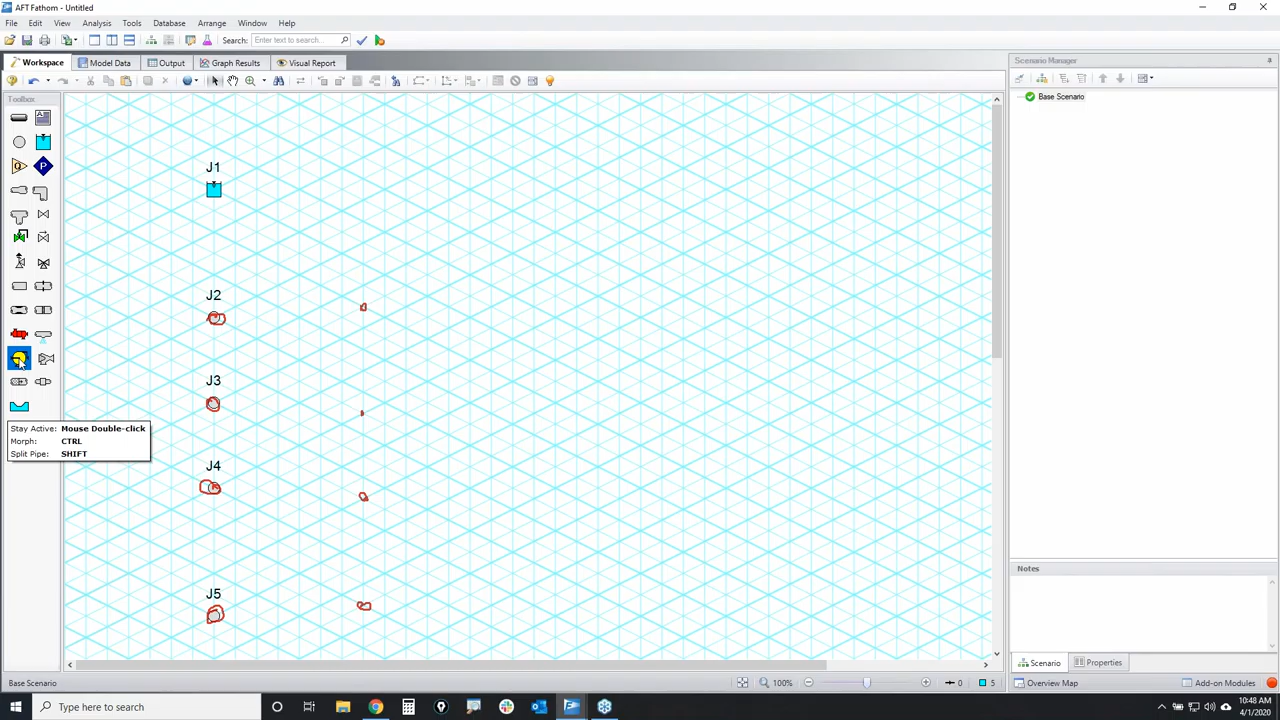 AFT Fathom - Untitled
File Edit View Analysis Tools Database Arrange Window Help
Search: Enter text to search...
Workspace Model Data Output Graph Results Visual Report
Toolbox
Scenario Manager
Base Scenario
J1
J2
J3
J4
J5
Q
P
Stay Active: Mouse Double-click
Morph: CTRL
Split Pipe: SHIFT
Notes
Scenario Properties
Base Scenario 100% 0 5 Overview Map Add-on Modules
Type here to search
10:48 AM
4/1/2020